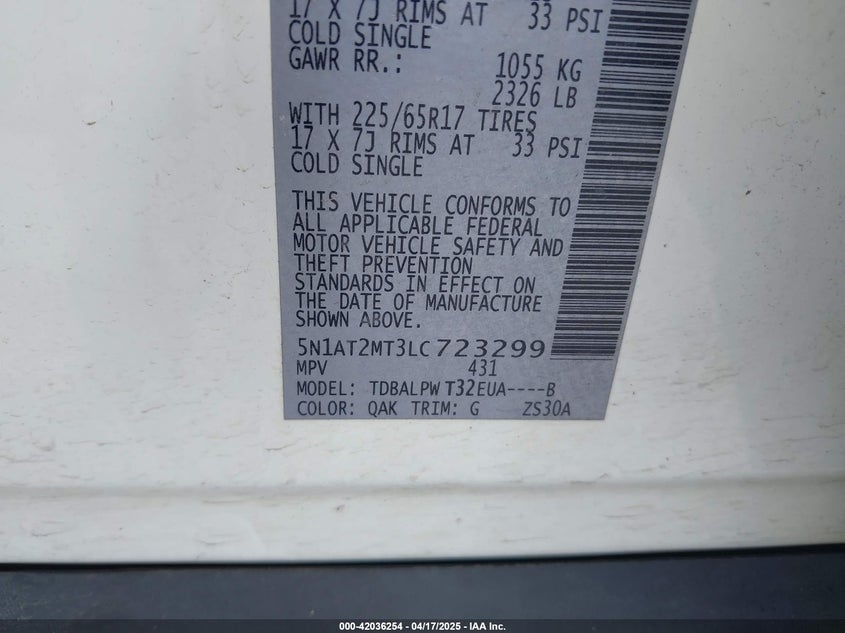 17 X 7J RIMS AT 33 PSI
COLD SINGLE
GAWR RR.: 1055 KG
2326 LB
WITH 225/65R17 TIRES
17 X 7J RIMS AT 33 PSI
COLD SINGLE
THIS VEHICLE CONFORMS TO
ALL APPLICABLE FEDERAL
MOTOR VEHICLE SAFETY AND
THEFT PREVENTION
STANDARDS IN EFFECT ON
THE DATE OF MANUFACTURE
SHOWN ABOVE.
5N1AT2MT3LC723299
MPV 431
MODEL: TDBALPW T32EUA----B
COLOR: QAK TRIM: G ZS30A
000-42036254 - 04/17/2025 - IAA Inc.